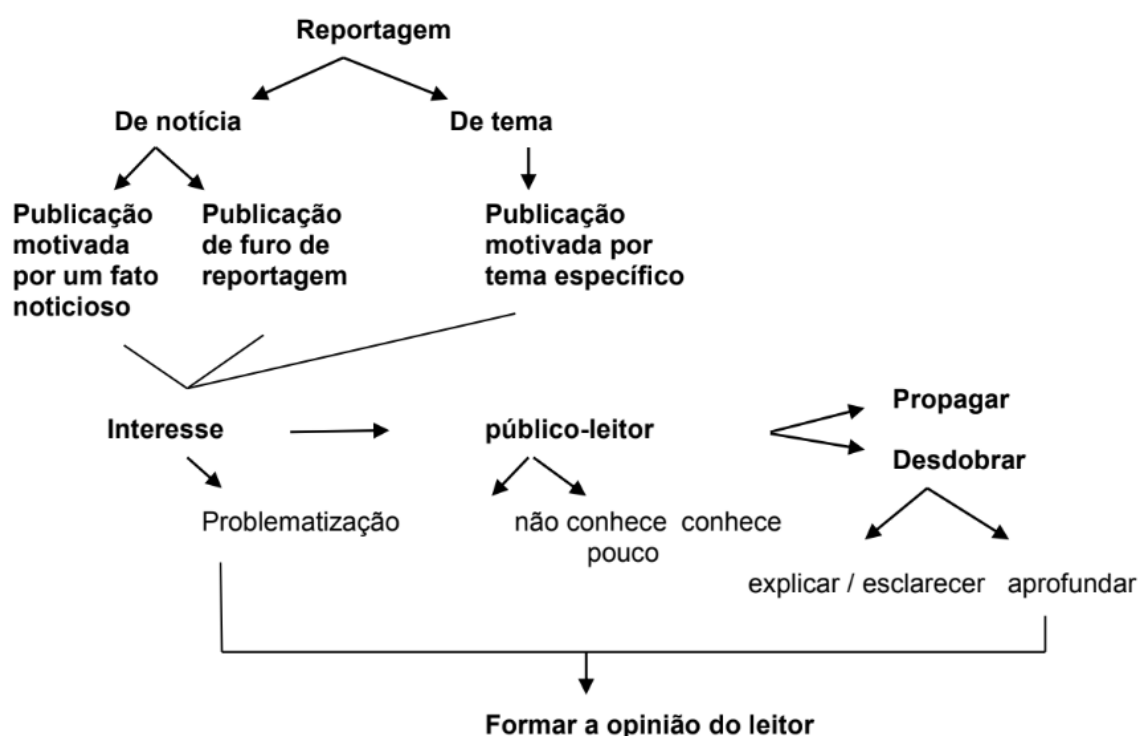 Reportagem
De notícia
De tema
Publicação
motivada
por um fato
noticioso
Publicação
de furo de
reportagem
Publicação
motivada por
tema específico
Interesse
público-leitor
Propagar
Desdobrar
Problematização
não conhece conhece
pouco
explicar / esclarecer
aprofundar
Formar a opinião do leitor